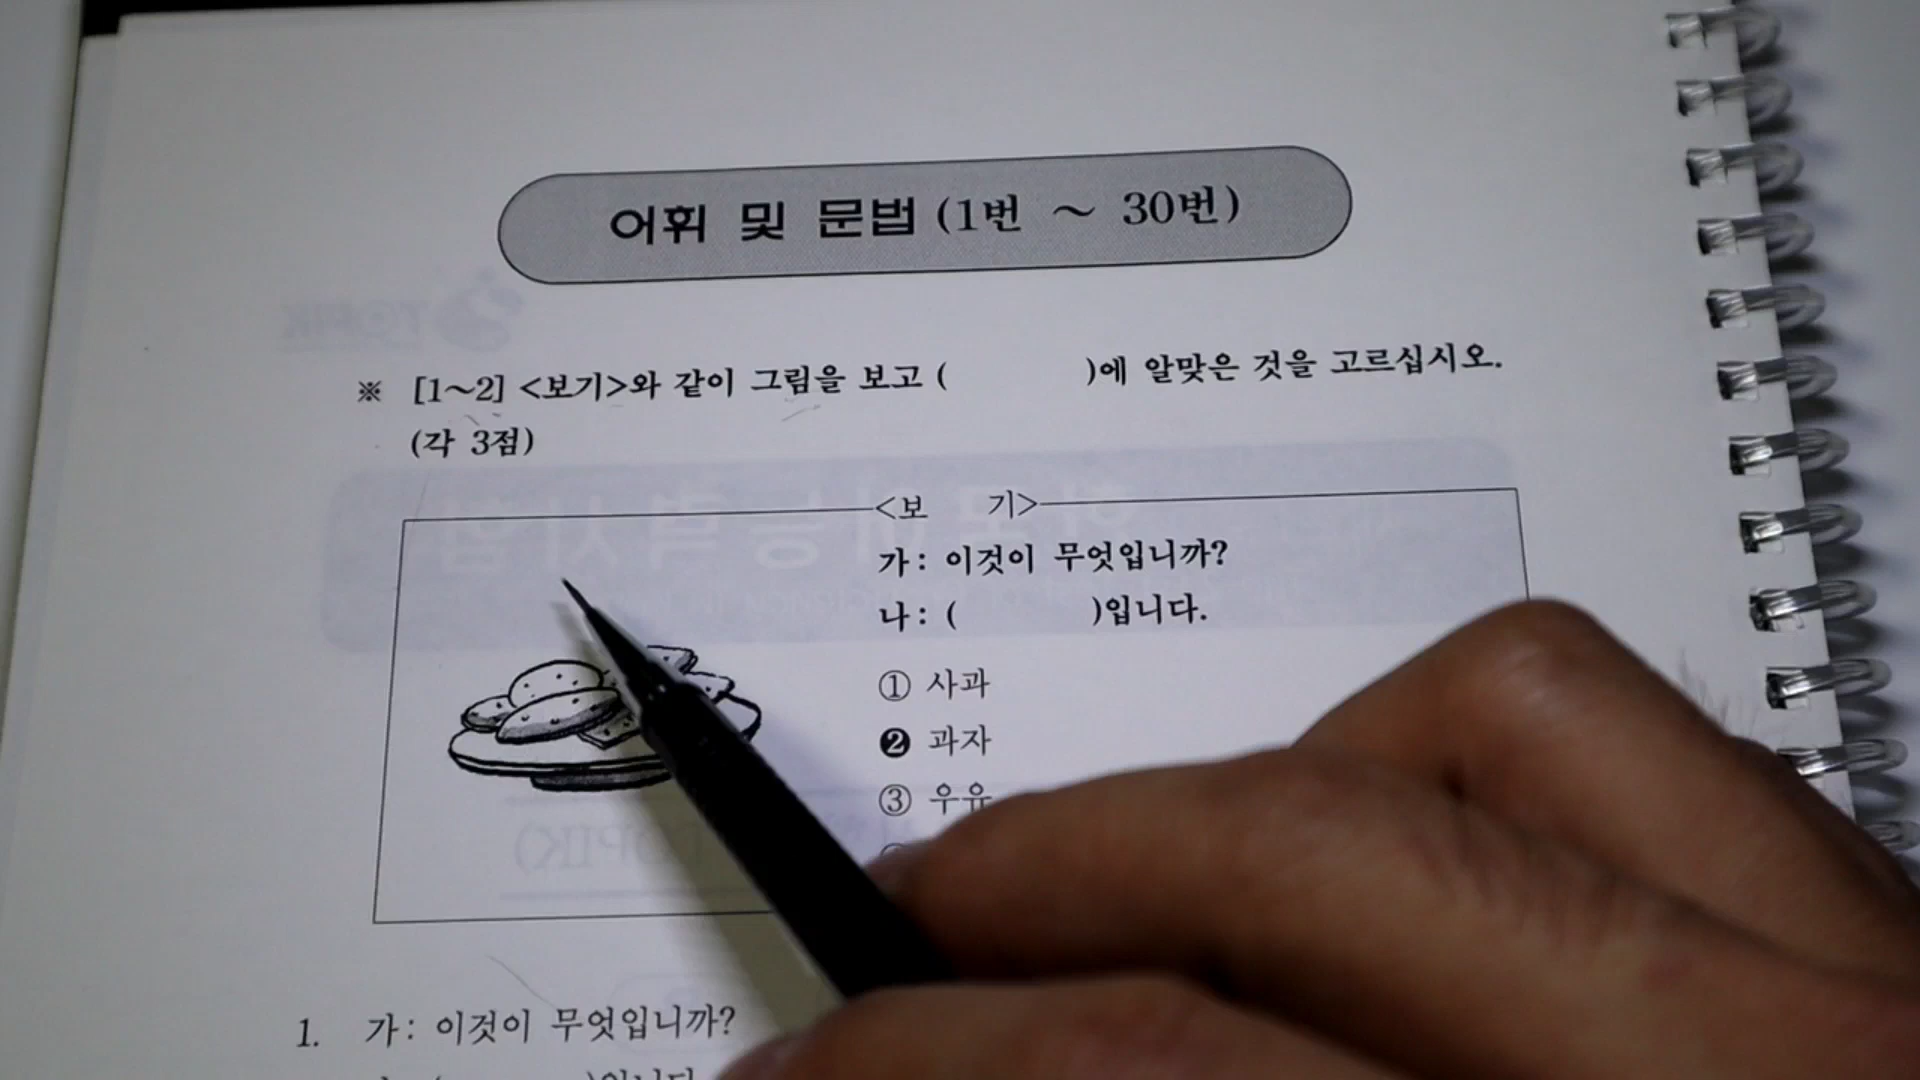 어휘 및 문법 (1번 ~ 30번)
※ [1~2] <보기>와 같이 그림을 보고 (          )에 알맞은 것을 고르십시오.
(각 3점)
<보 기>
가: 이것이 무엇입니까?
나: (          )입니다.
① 사과
❷ 과자
③ 우유
1. 가: 이것이 무엇입니까?
)입니다